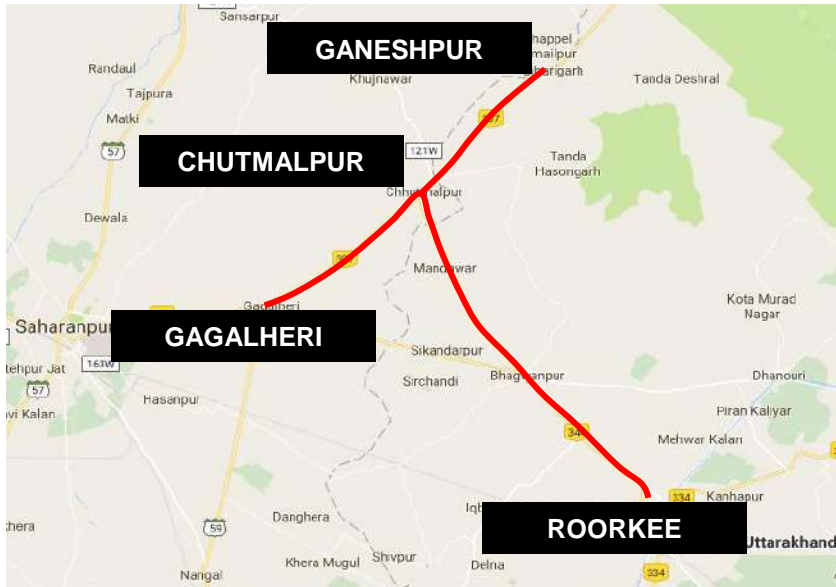 Sansarpur
GANESHPUR
Randaul
Khujnawar
Tanda Deshral
Tajpura
Matki
57
CHUTMALPUR
121W
Tanda
Hasongarh
Dewala
Mandawar
Gagalheri
Kota Murad
Nagar
Saharanpur
GAGALHERI
Sikandarpur
163W
Sirchandi
Bhagwanpur
Dhanouri
57
Hasanpur
Piran Kaliyar
Mehwar Kalan
334
Kanhapur
59
Danghera
ROORKEE
Uttarakhand
Khera Mugul
Shivpur
Delna
Nangal
334